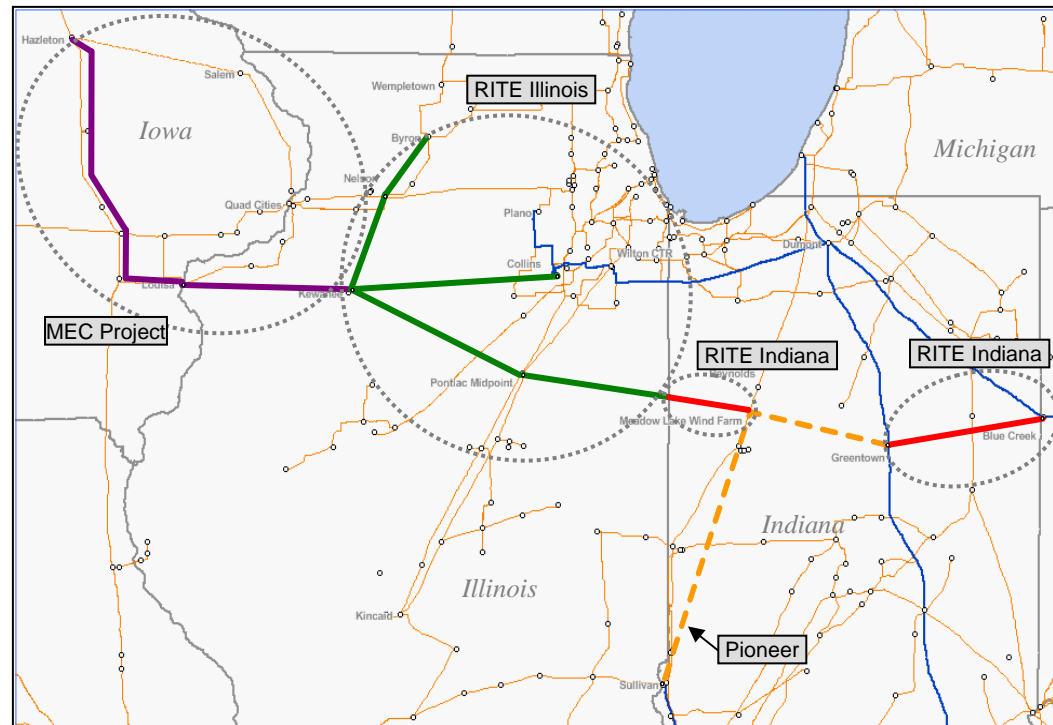 Hazleton
Salem
Wempletown
RITE Illinois
Iowa
Byron
Michigan
Nelson
Quad Cities
Plano
Dumont
Wilton CTR
Collins
Louisa
Kewanee
MEC Project
RITE Indiana
RITE Indiana
Reynolds
Pontiac Midpoint
Meadow Lake Wind Farm
Blue Creek
Greentown
Indiana
Illinois
Kincaid
Pioneer
Sullivan